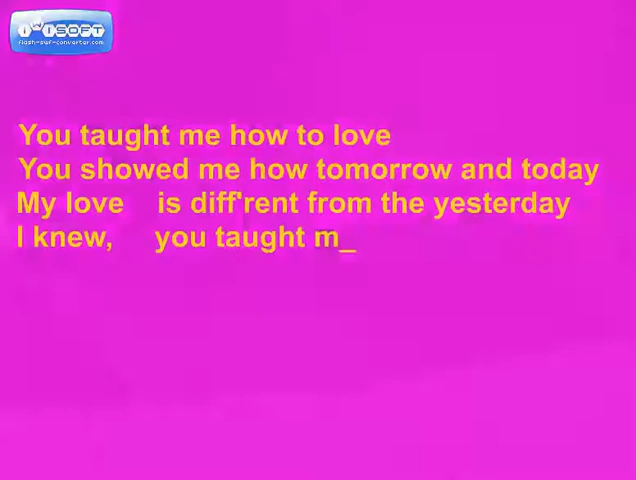 iWiSOFT
flash-swf-converter.com
You taught me how to love
You showed me how tomorrow and today
My love is diff'rent from the yesterday
I knew, you taught m_